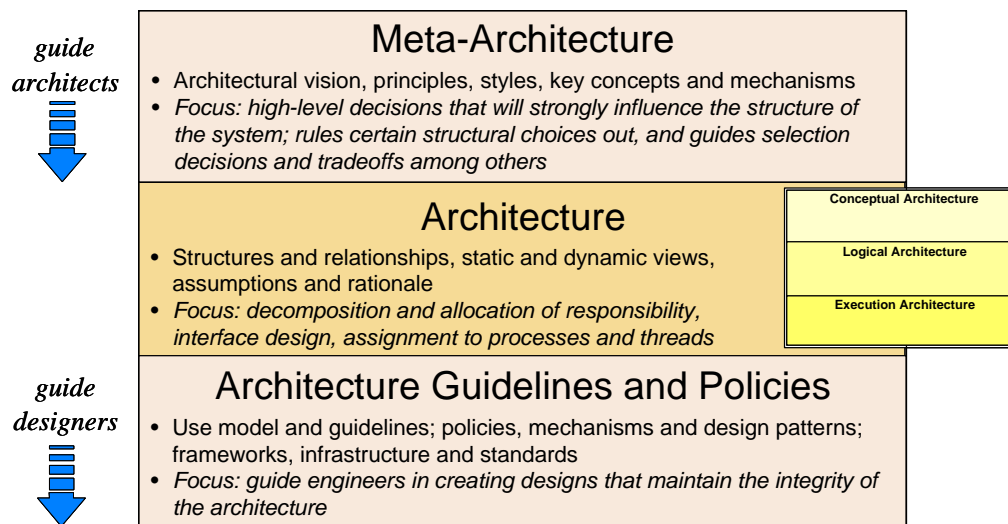 guide
architects
Meta-Architecture
• Architectural vision, principles, styles, key concepts and mechanisms
• Focus: high-level decisions that will strongly influence the structure of
the system; rules certain structural choices out, and guides selection
decisions and tradeoffs among others
Architecture
• Structures and relationships, static and dynamic views,
assumptions and rationale
• Focus: decomposition and allocation of responsibility,
interface design, assignment to processes and threads
Conceptual Architecture
Logical Architecture
Execution Architecture
guide
designers
Architecture Guidelines and Policies
• Use model and guidelines; policies, mechanisms and design patterns;
frameworks, infrastructure and standards
• Focus: guide engineers in creating designs that maintain the integrity of
the architecture